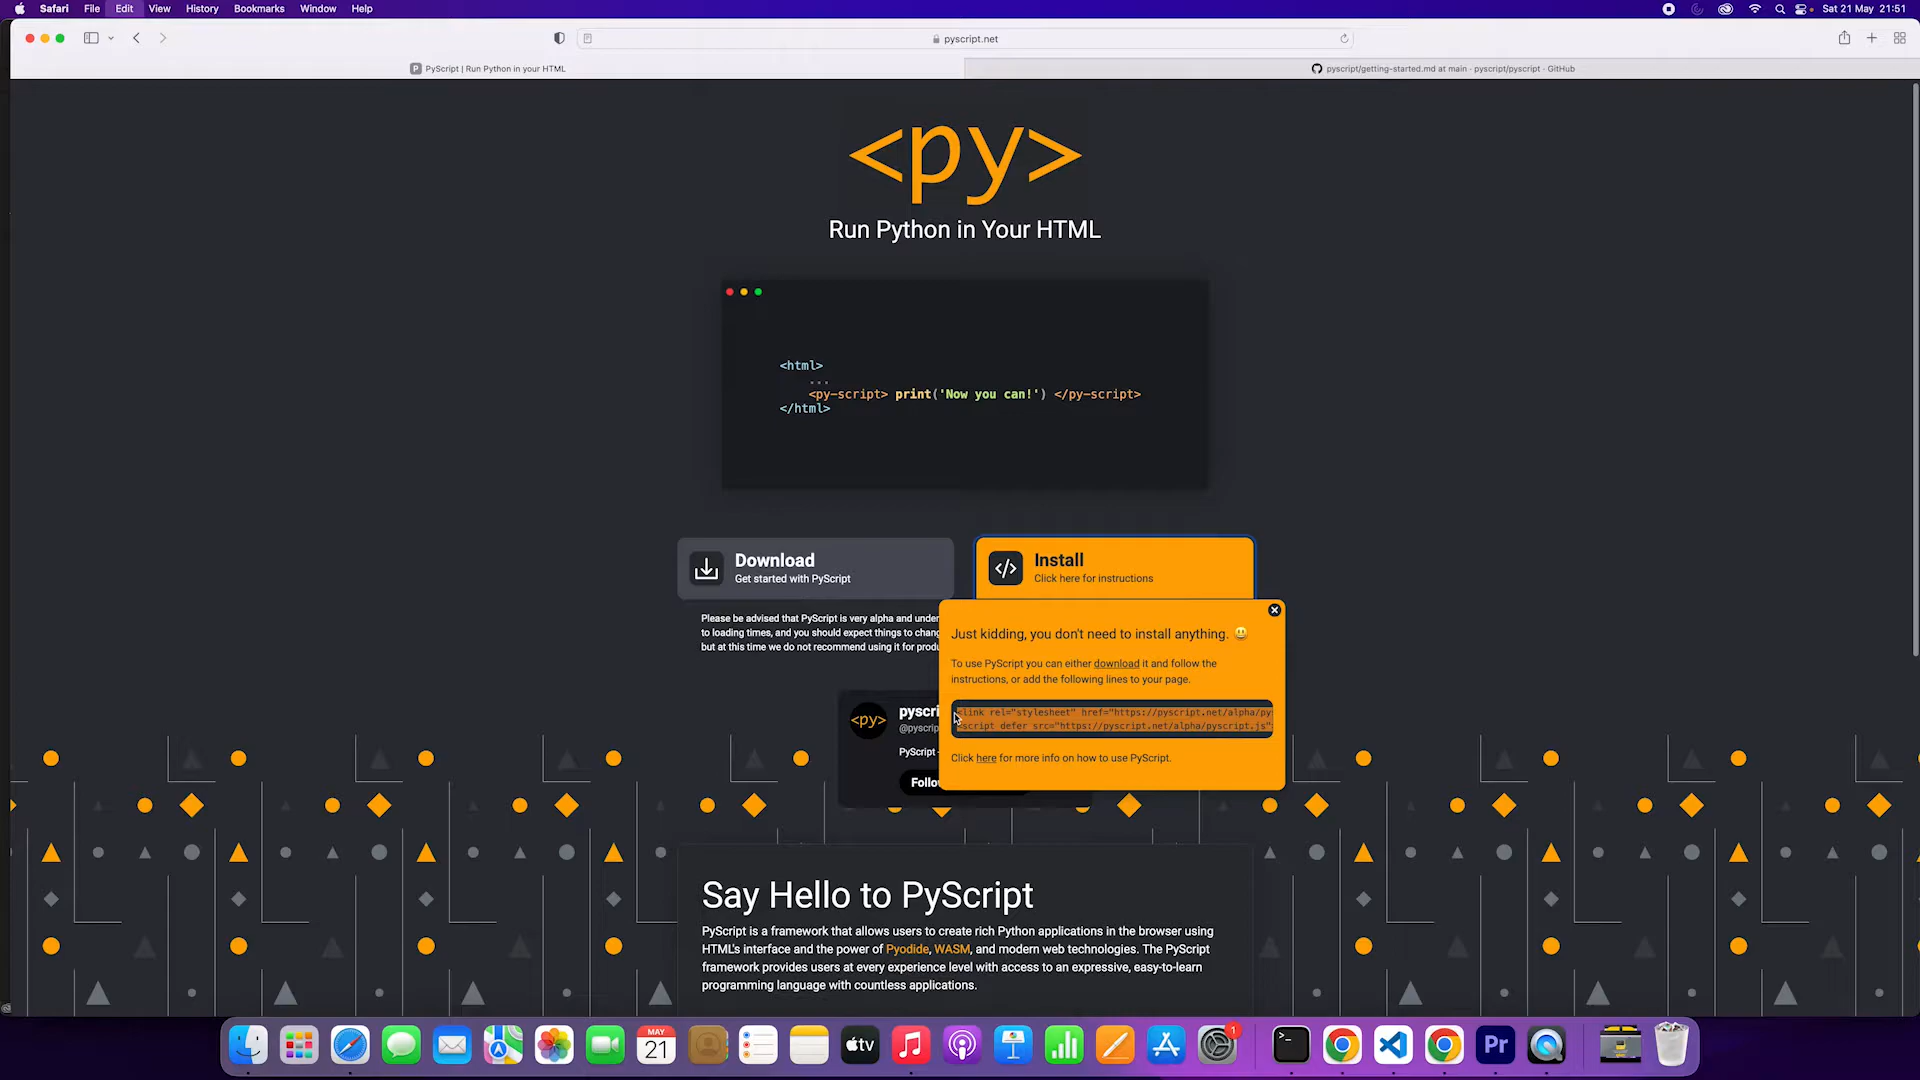 Safari File Edit View History Bookmarks Window Help
Sat 21 May 21:51
pyscript.net
P PyScript | Run Python in your HTML
pyscript/getting-started.md at main · pyscript/pyscript · GitHub
<py>
Run Python in Your HTML
<html>
...
<py-script> print('Now you can!') </py-script>
</html>
Download
Get started with PyScript
</> Install
Click here for instructions
Please be advised that PyScript is very alpha and under
to loading times, and you should expect things to chang
but at this time we do not recommend using it for produ
Just kidding, you don't need to install anything. 😃
To use PyScript you can either download it and follow the
instructions, or add the following lines to your page.
<link rel="stylesheet" href="https://pyscript.net/alpha/py
<script defer src="https://pyscript.net/alpha/pyscript.js"
Click here for more info on how to use PyScript.
<py> pyscri
@pyscrip
PyScript
Follo
Say Hello to PyScript
PyScript is a framework that allows users to create rich Python applications in the browser using
HTML's interface and the power of Pyodide, WASM, and modern web technologies. The PyScript
framework provides users at every experience level with access to an expressive, easy-to-learn
programming language with countless applications.
MAY
21
tv
1
>_
Pr